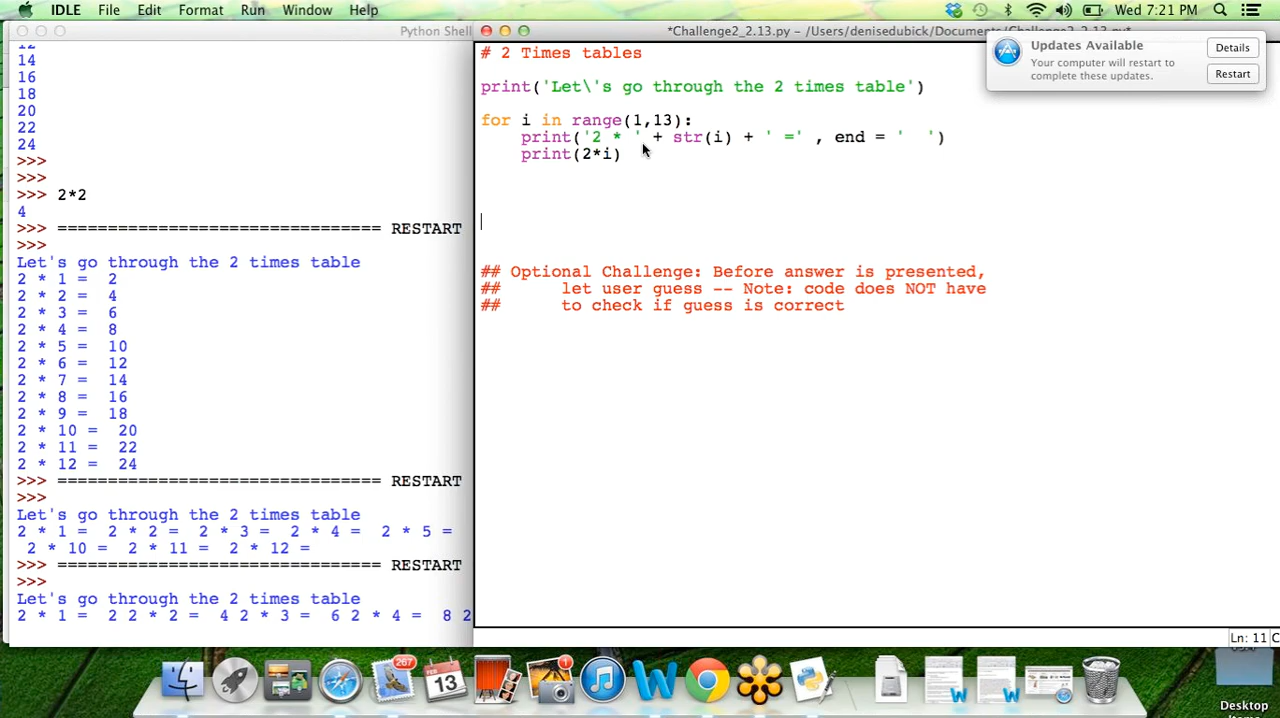 IDLE File Edit Format Run Window Help
Wed 7:21 PM
Python Shell
12
14
16
18
20
22
24
>>>
>>>
>>> 2*2
4
>>> ================================ RESTART
>>>
Let's go through the 2 times table
2 * 1 =  2
2 * 2 =  4
2 * 3 =  6
2 * 4 =  8
2 * 5 =  10
2 * 6 =  12
2 * 7 =  14
2 * 8 =  16
2 * 9 =  18
2 * 10 =  20
2 * 11 =  22
2 * 12 =  24
>>> ================================ RESTART
>>>
Let's go through the 2 times table
2 * 1 =  2 * 2 =  2 * 3 =  2 * 4 =  2 * 5 =
2 * 10 =  2 * 11 =  2 * 12 =
>>> ================================ RESTART
>>>
Let's go through the 2 times table
2 * 1 =  2 2 * 2 =  4 2 * 3 =  6 2 * 4 =  8 2
*Challenge2_2.13.py - /Users/denisedubick/Documents/Challenge2_2.13.py*
# 2 Times tables
print('Let\'s go through the 2 times table')
for i in range(1,13):
    print('2 * ' + str(i) + ' =' , end = '  ')
    print(2*i)
## Optional Challenge: Before answer is presented,
##      let user guess -- Note: code does NOT have
##      to check if guess is correct
Ln: 11 C
Updates Available
Your computer will restart to
complete these updates.
Details
Restart
267
FEB
13
1
W
W
W
Desktop